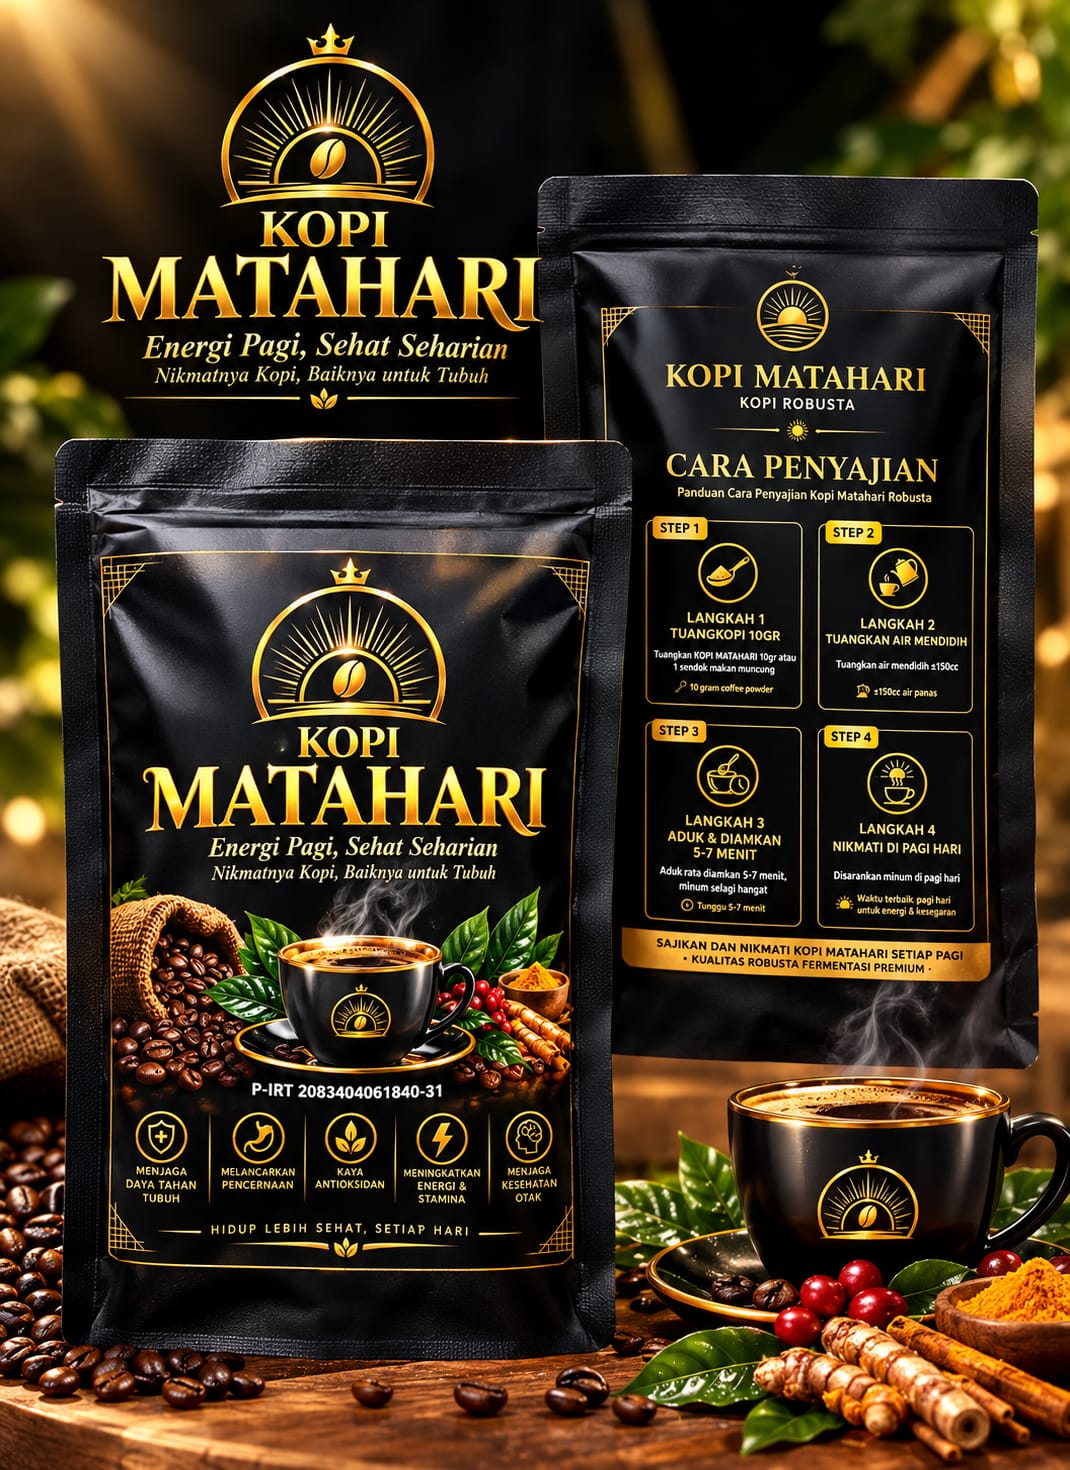 KOPI
MATAHARI
Energi Pagi, Sehat Seharian
Nikmatnya Kopi, Baiknya untuk Tubuh
KOPI MATAHARI
KOPI ROBUSTA
CARA PENYAJIAN
Panduan Cara Penyajian Kopi Matahari Robusta
STEP 1
LANGKAH 1
TUANGKOPI 10GR
Tuangkan KOPI MATAHARI 10gr atau
1 sendok makan muncung
10 gram coffee powder
STEP 2
LANGKAH 2
TUANGKAN AIR MENDIDIH
Tuangkan air mendidih ±150cc
±150cc air panas
STEP 3
LANGKAH 3
ADUK & DIAMKAN
5-7 MENIT
Aduk rata diamkan 5-7 menit,
minum selagi hangat
Tunggu 5-7 menit
STEP 4
LANGKAH 4
NIKMATI DI PAGI HARI
Disarankan minum di pagi hari
Waktu terbaik pagi hari
untuk energi & kesegaran
SAJIKAN DAN NIKMATI KOPI MATAHARI SETIAP PAGI
• KUALITAS ROBUSTA FERMENTASI PREMIUM -
KOPI
MATAHARI
Energi Pagi, Sehat Seharian
Nikmatnya Kopi, Baiknya untuk Tubuh
P-IRT 2083404061840-31
MENJAGA
DAYA TAHAN
TUBUH
MELANCARKAN
PENCERNAAN
KAYA
ANTIOKSIDAN
MENINGKATKAN
ENERGI &
STAMINA
MENJAGA
KESEHATAN
OTAK
HIDUP LEBIH SEHAT, SETIAP HARI